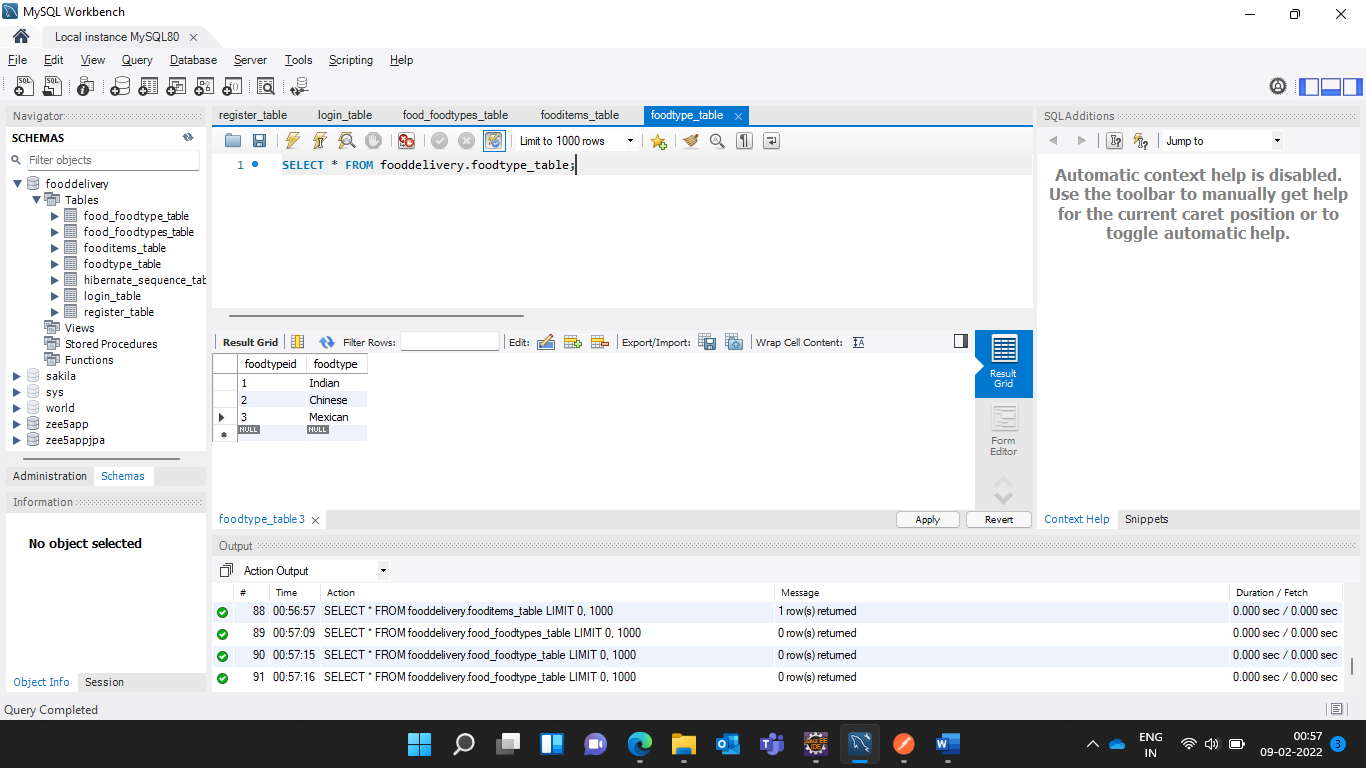 MySQL Workbench
Local instance MySQL80
File Edit View Query Database Server Tools Scripting Help
Navigator
SCHEMAS
Filter objects
fooddelivery
Tables
food_foodtype_table
food_foodtypes_table
fooditems_table
foodtype_table
hibernate_sequence_tab
login_table
register_table
Views
Stored Procedures
Functions
sakila
sys
world
zee5app
zee5appjpa
Administration Schemas
Information
No object selected
Object Info Session
register_table login_table food_foodtypes_table fooditems_table foodtype_table
Limit to 1000 rows
1 SELECT * FROM fooddelivery.foodtype_table;
Result Grid Filter Rows: Edit: Export/Import: Wrap Cell Content:
foodtypeid foodtype
1 Indian
2 Chinese
3 Mexican
NULL NULL
Result
Grid
Form
Editor
foodtype_table 3 Apply Revert
SQLAdditions
Jump to
Automatic context help is disabled.
Use the toolbar to manually get help
for the current caret position or to
toggle automatic help.
Context Help Snippets
Output
Action Output
# Time Action Message Duration / Fetch
88 00:56:57 SELECT * FROM fooddelivery.fooditems_table LIMIT 0, 1000 1 row(s) returned 0.000 sec / 0.000 sec
89 00:57:09 SELECT * FROM fooddelivery.food_foodtypes_table LIMIT 0, 1000 0 row(s) returned 0.000 sec / 0.000 sec
90 00:57:15 SELECT * FROM fooddelivery.food_foodtype_table LIMIT 0, 1000 0 row(s) returned 0.000 sec / 0.000 sec
91 00:57:16 SELECT * FROM fooddelivery.food_foodtype_table LIMIT 0, 1000 0 row(s) returned 0.000 sec / 0.000 sec
Query Completed
ENG
IN
00:57
09-02-2022
3